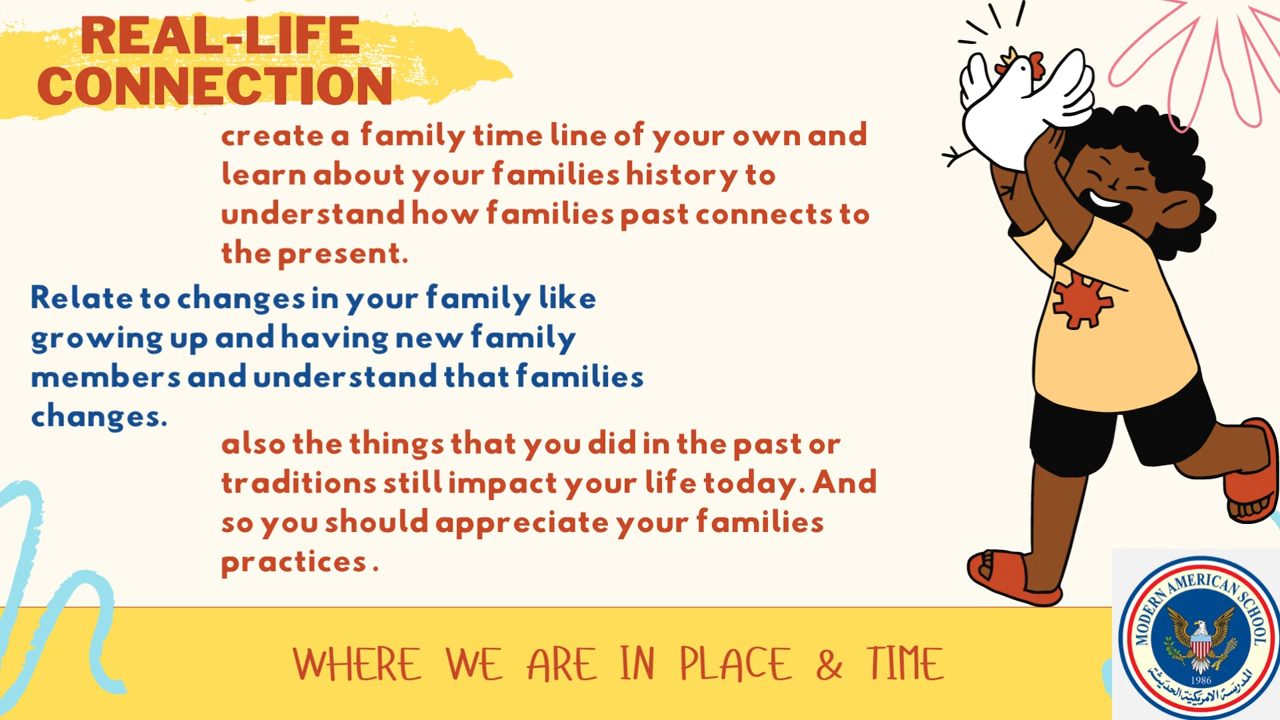 REAL-LIFE
CONNECTION
create a family time line of your own and
learn about your families history to
understand how families past connects to
the present.
Relate to changes in your family like
growing up and having new family
members and understand that families
changes.
also the things that you did in the past or
traditions still impact your life today. And
so you should appreciate your families
practices .
WHERE WE ARE IN PLACE & TIME
MODERN AMERICAN SCHOOL
1986
المدرسة الامريكية الحديثة